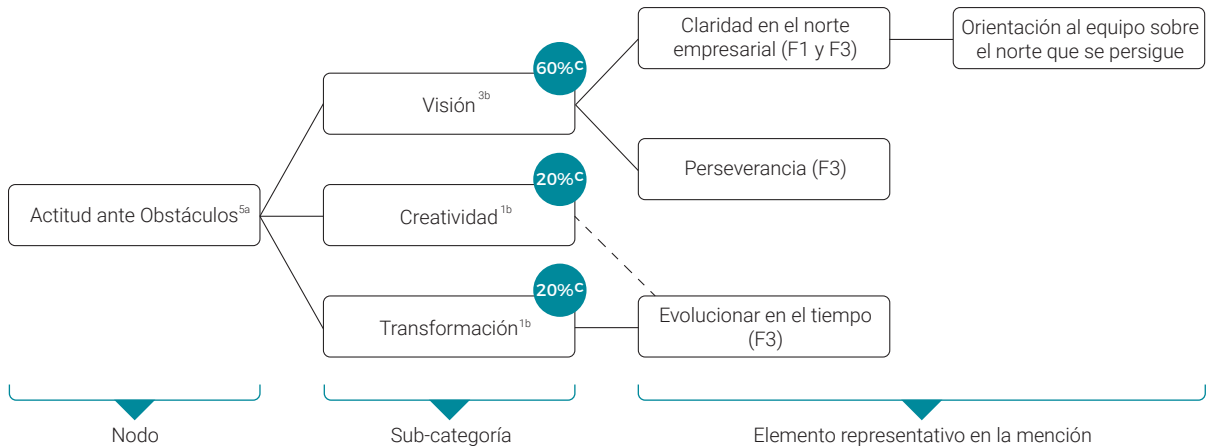 Claridad en el norte
empresarial (F1 y F3)
Orientación al equipo sobre
el norte que se persigue
60%c
Visión 3b
Perseverancia (F3)
20%c
Actitud ante Obstáculos5a
Creatividad 1b
20%c
Transformación1b
Evolucionar en el tiempo
(F3)
Nodo
Sub-categoría
Elemento representativo en la mención